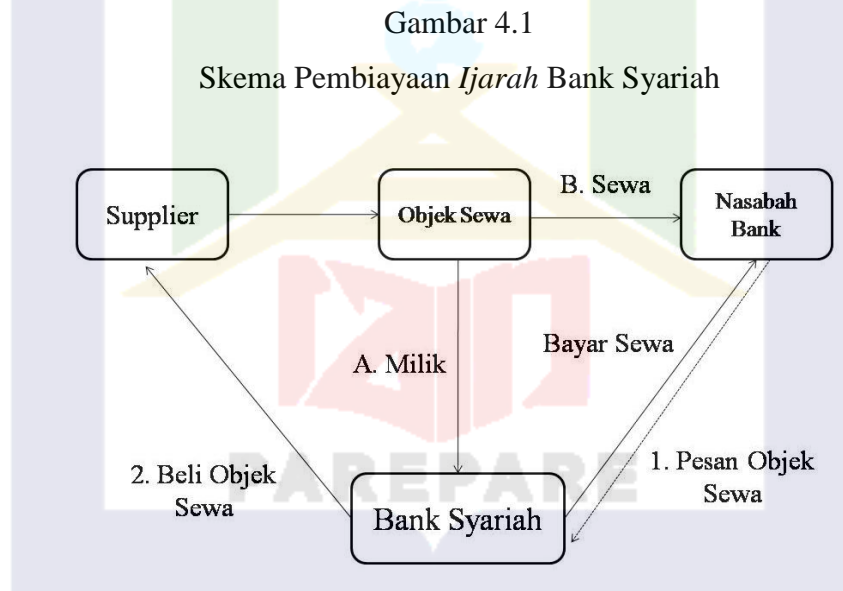 Gambar 4.1
Skema Pembiayaan Ijarah Bank Syariah
Supplier
Objek Sewa
B. Sewa
Nasabah
Bank
A. Milik
Bayar Sewa
2. Beli Objek
Sewa
1. Pesan Objek
Sewa
Bank Syariah
PAREPARE